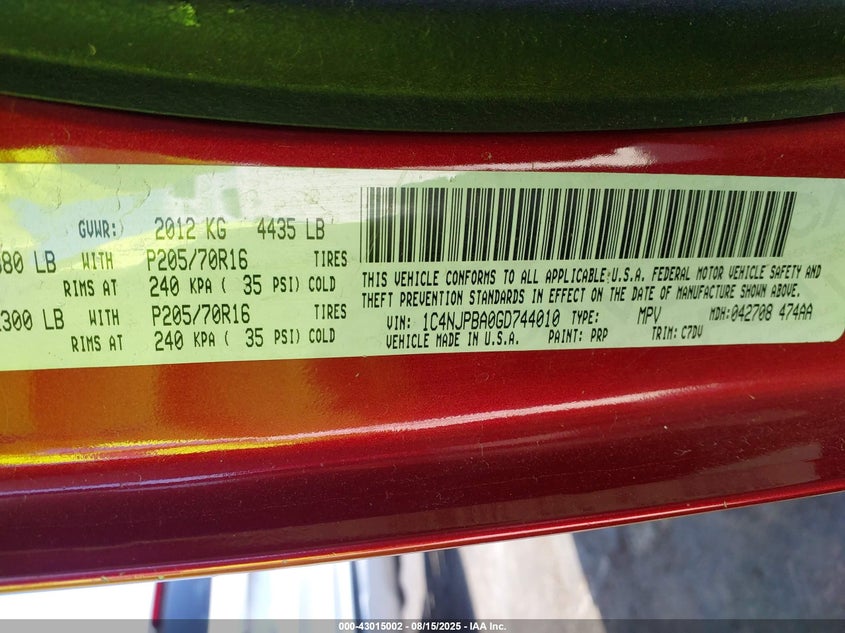 GVWR: 2012 KG 4435 LB
80 LB WITH P205/70R16 TIRES
RIMS AT 240 KPA ( 35 PSI) COLD
300 LB WITH P205/70R16 TIRES
RIMS AT 240 KPA ( 35 PSI) COLD
THIS VEHICLE CONFORMS TO ALL APPLICABLE U.S.A. FEDERAL MOTOR VEHICLE SAFETY AND
THEFT PREVENTION STANDARDS IN EFFECT ON THE DATE OF MANUFACTURE SHOWN ABOVE.
VIN: 1C4NJPBA0GD744010 TYPE: MPV MDH:042708 474AA
VEHICLE MADE IN U.S.A. PAINT: PRP TRIM: C7DV
000-43015002 - 08/15/2025 - IAAI.COM